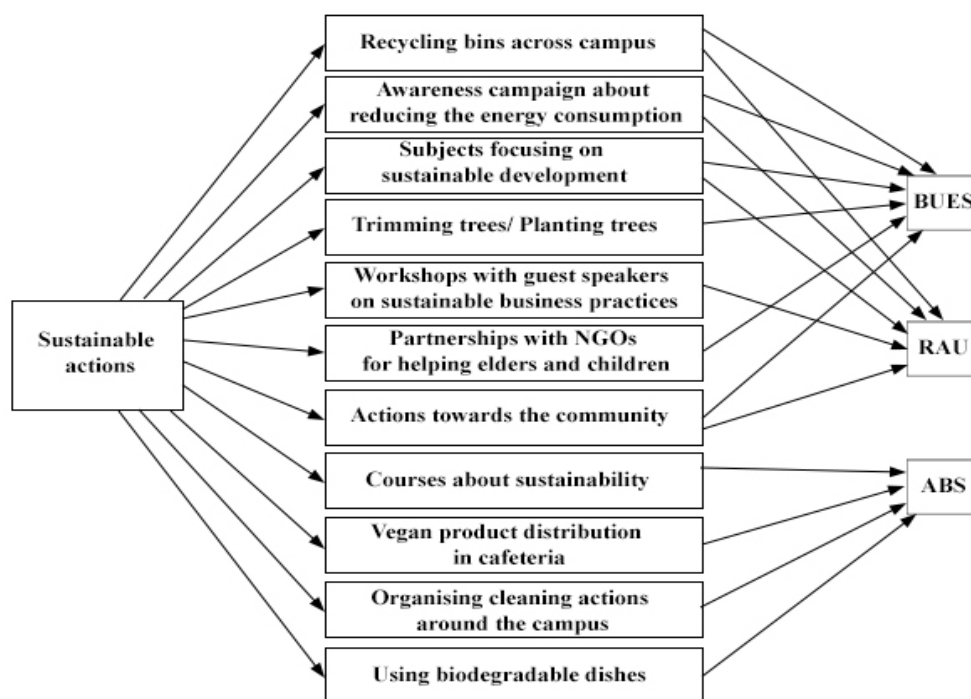 Recycling bins across campus
Awareness campaign about
reducing the energy consumption
Subjects focusing on
sustainable development
BUES
Trimming trees/ Planting trees
Workshops with guest speakers
on sustainable business practices
Sustainable
actions
Partnerships with NGOs
for helping elders and children
RAU
Actions towards the community
Courses about sustainability
ABS
Vegan product distribution
in cafeteria
Organising cleaning actions
around the campus
Using biodegradable dishes